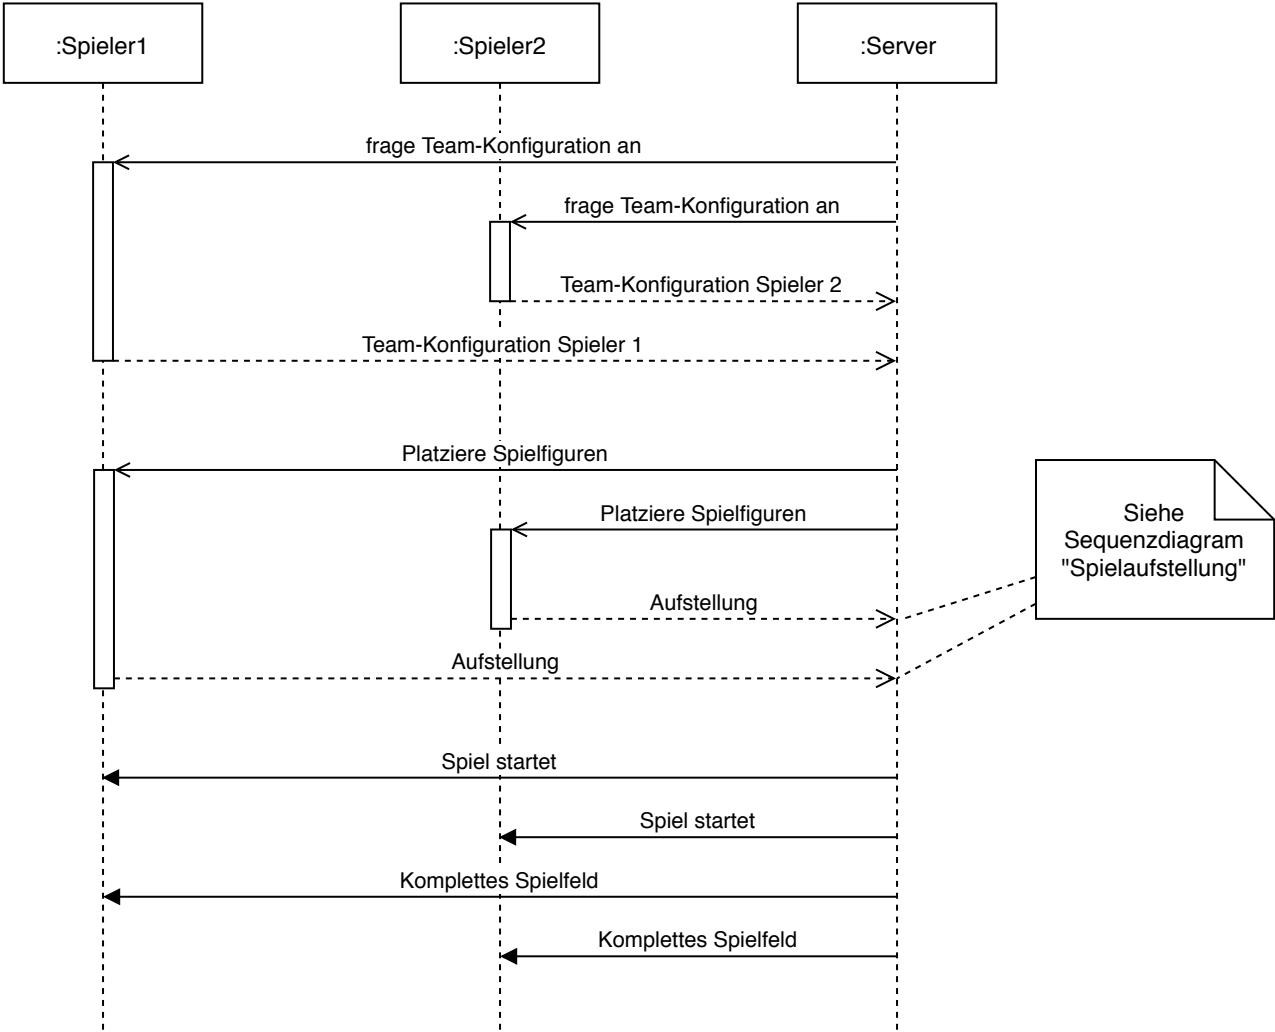 :Spieler1
:Spieler2
:Server
frage Team-Konfiguration an
frage Team-Konfiguration an
Team-Konfiguration Spieler 2
Team-Konfiguration Spieler 1
Platziere Spielfiguren
Platziere Spielfiguren
Siehe
Sequenzdiagram
"Spielaufstellung"
Aufstellung
Aufstellung
Spiel startet
Spiel startet
Komplettes Spielfeld
Komplettes Spielfeld